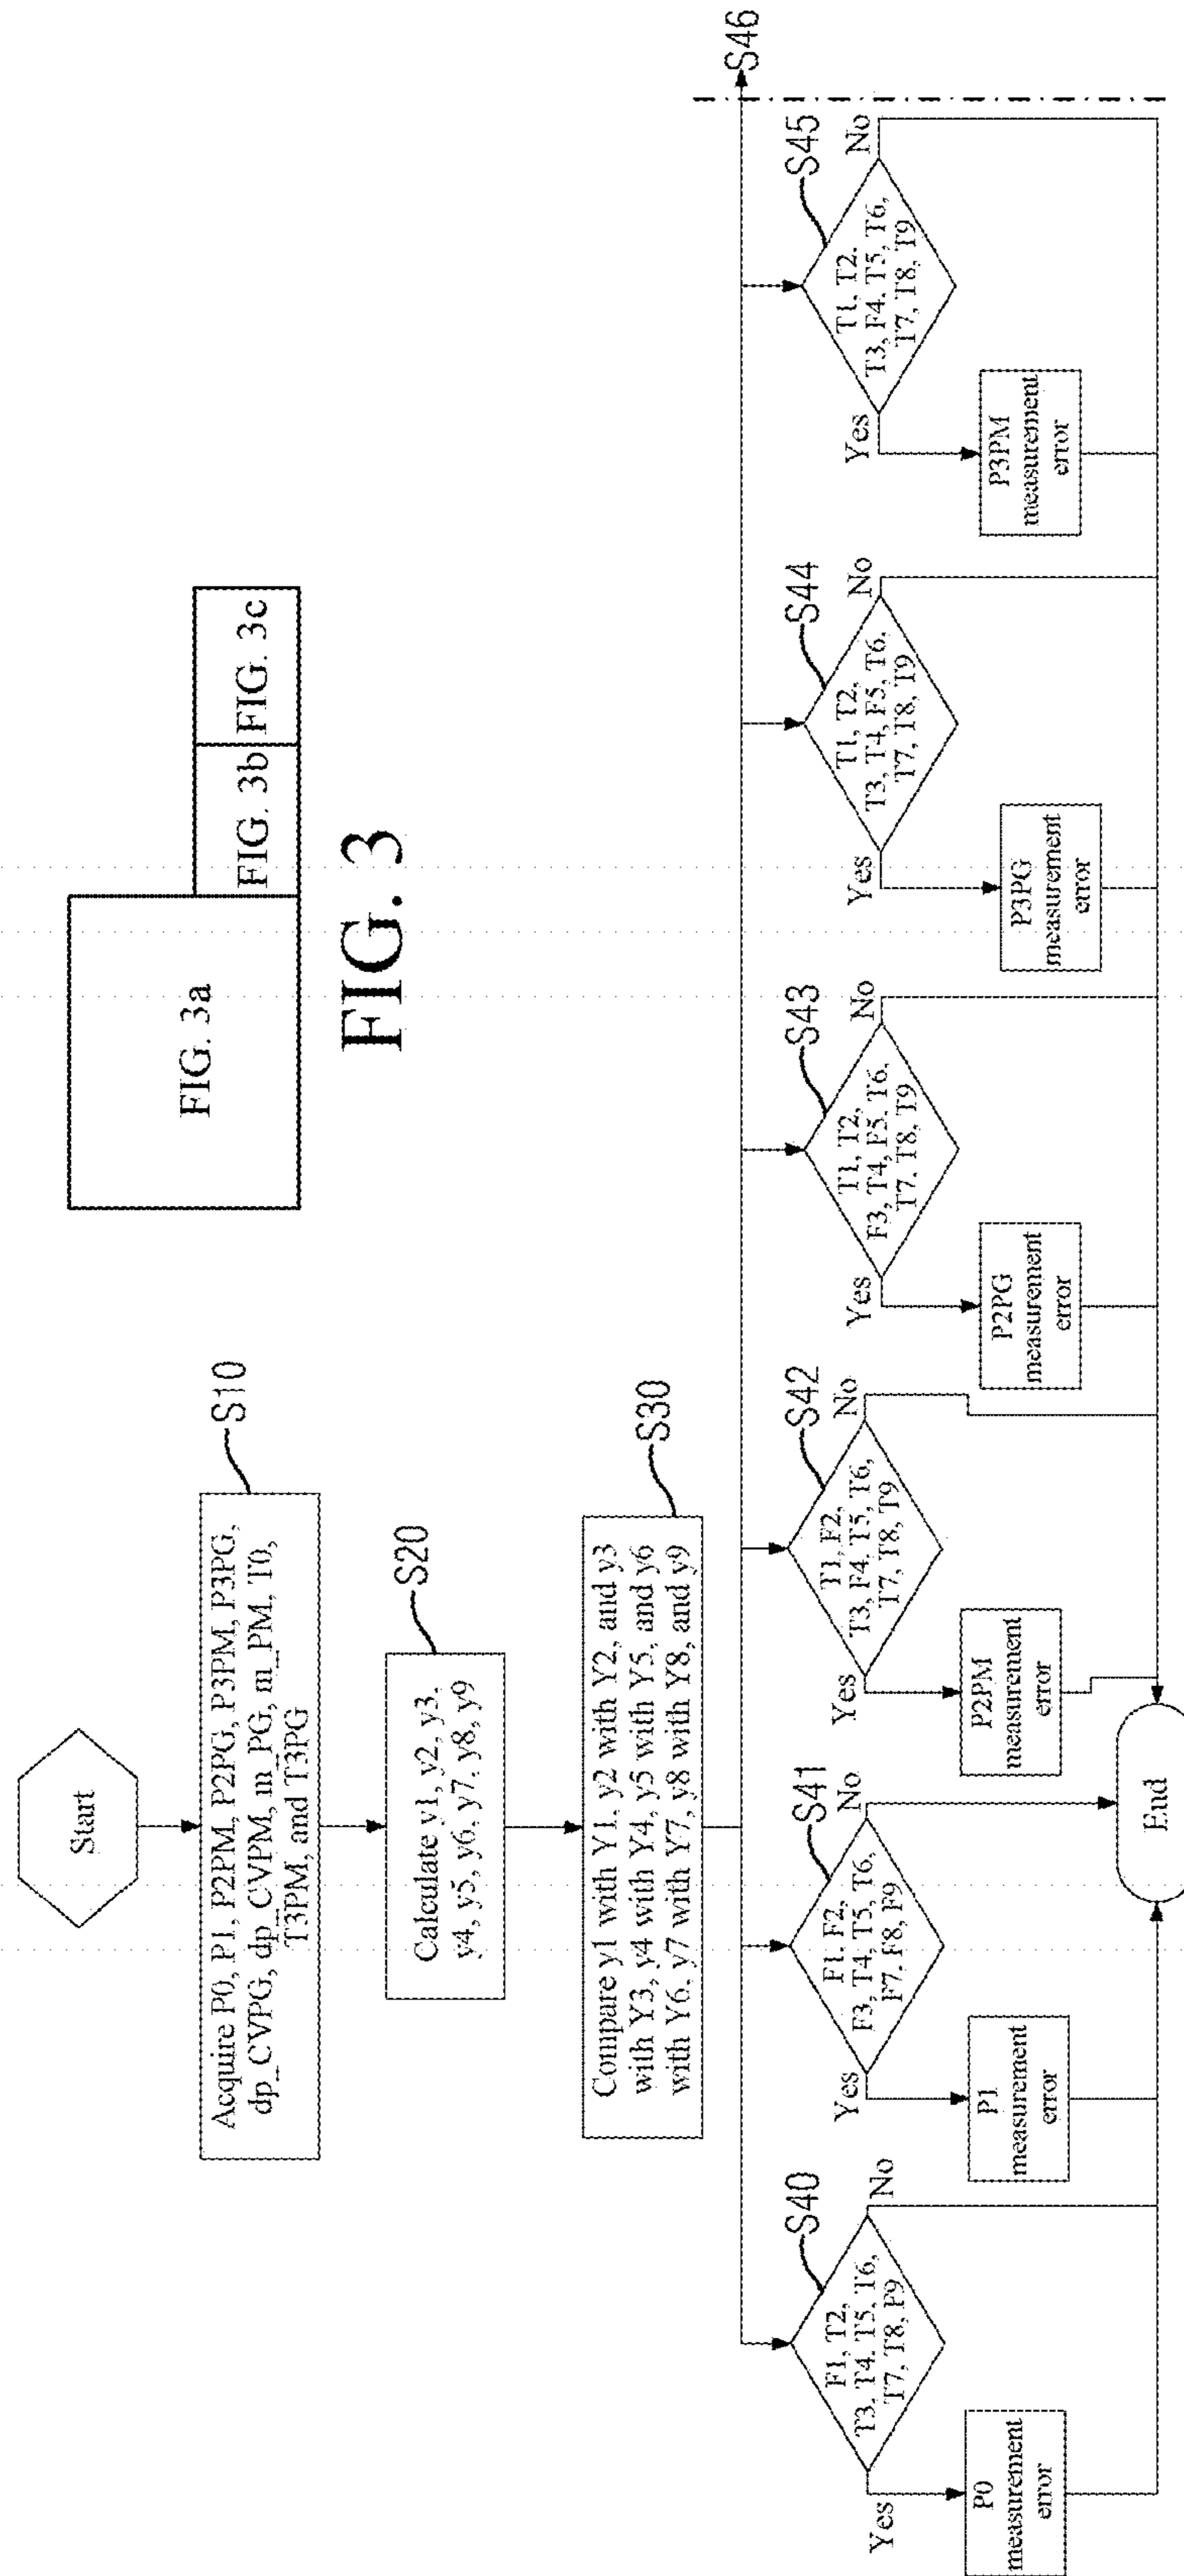 FIG. 3a
FIG. 3b
FIG. 3c
FIG. 3
Start
S10
Acquire P0, P1, P2PM, P2PG, P3PM, P3PG,
dp_CVPG, dp_CVPM, m_PG, m_PM, T0,
T3PM, and T3PG
S20
Calculate y1, y2, y3,
y4, y5, y6, y7, y8, y9
S30
Compare y1 with Y1, y2 with Y2, and y3
with Y3, y4 with Y4, y5 with Y5, and y6
with Y6, y7 with Y7, y8 with Y8, and y9
S46
S40
F1, T2,
T3, T4, T5, T6,
T7, T8, F9
Yes
No
P0
measurement
error
S41
F1, F2,
F3, T4, T5, T6,
F7, F8, F9
Yes
No
P1
measurement
error
S42
T1, F2,
T3, F4, T5, T6,
T7, T8, T9
Yes
No
P2PM
measurement
error
S43
T1, T2,
F3, T4, F5, T6,
T7, T8, T9
Yes
No
P2PG
measurement
error
S44
T1, T2,
T3, T4, F5, T6,
T7, T8, T9
Yes
No
P3PG
measurement
error
S45
T1, T2,
T3, F4, T5, T6,
T7, T8, T9
Yes
No
P3PM
measurement
error
End